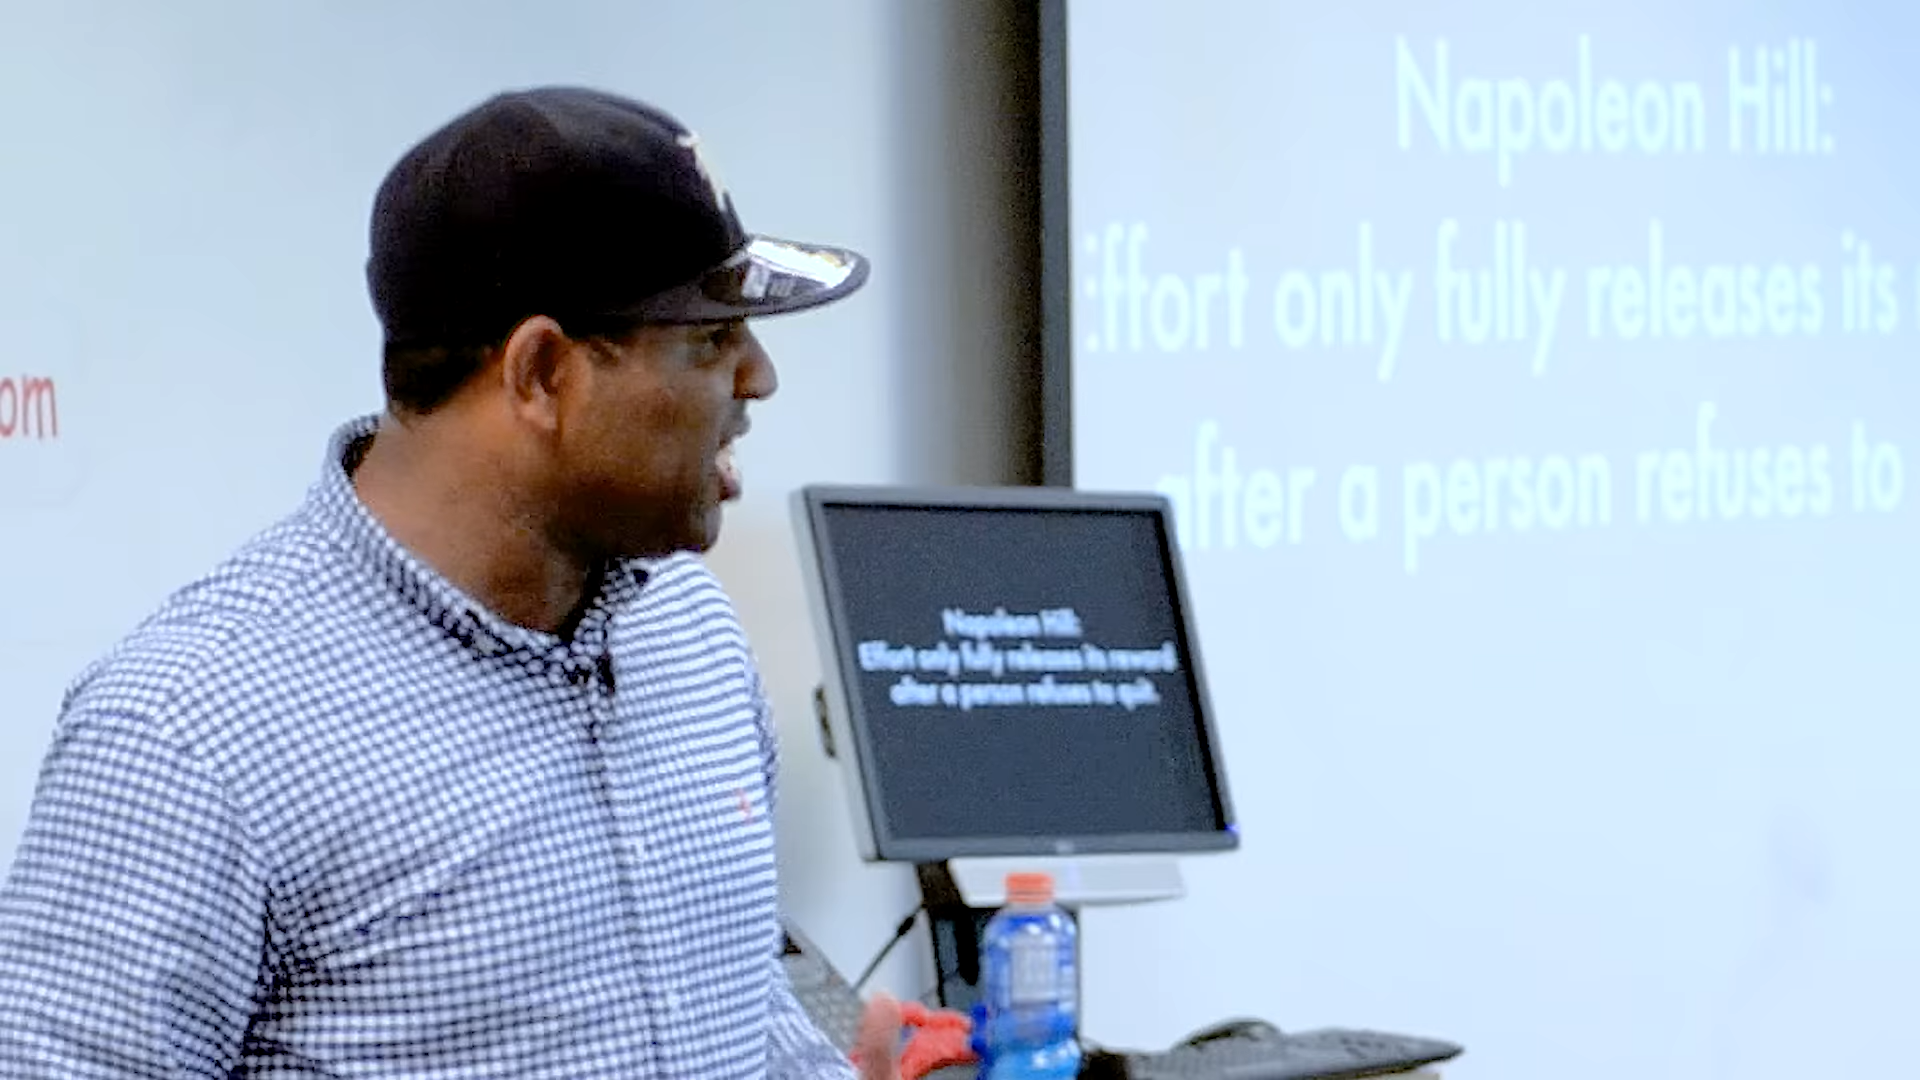 om
Napoleon Hill:
ffort only fully releases its
after a person refuses to
Napoleon Hill:
Effort only fully releases its reward
after a person refuses to quit.